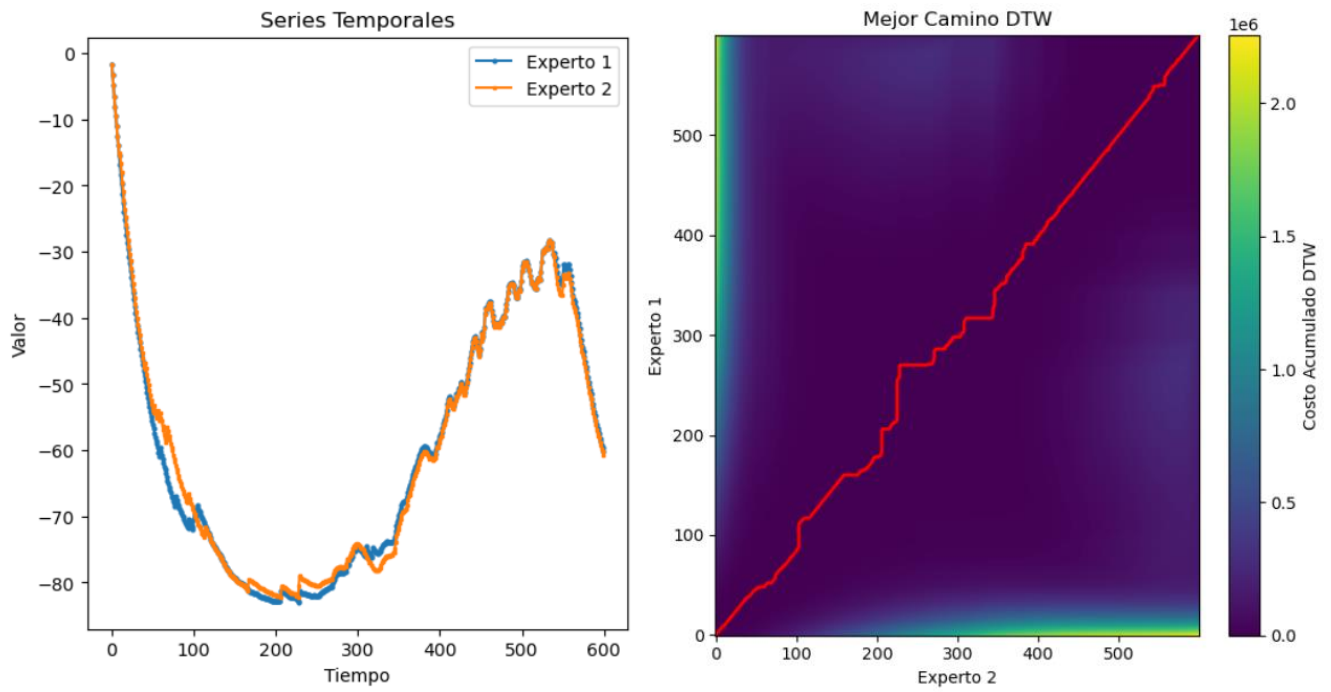 Series Temporales
0
−10
−20
−30
−40
−50
−60
−70
−80
Valor
Experto 1
Experto 2
0 100 200 300 400 500 600
Tiempo
Mejor Camino DTW
500
400
300
200
100
0
Experto 1
0 100 200 300 400 500
Experto 2
1e6
2.0
1.5
1.0
0.5
0.0
Costo Acumulado DTW